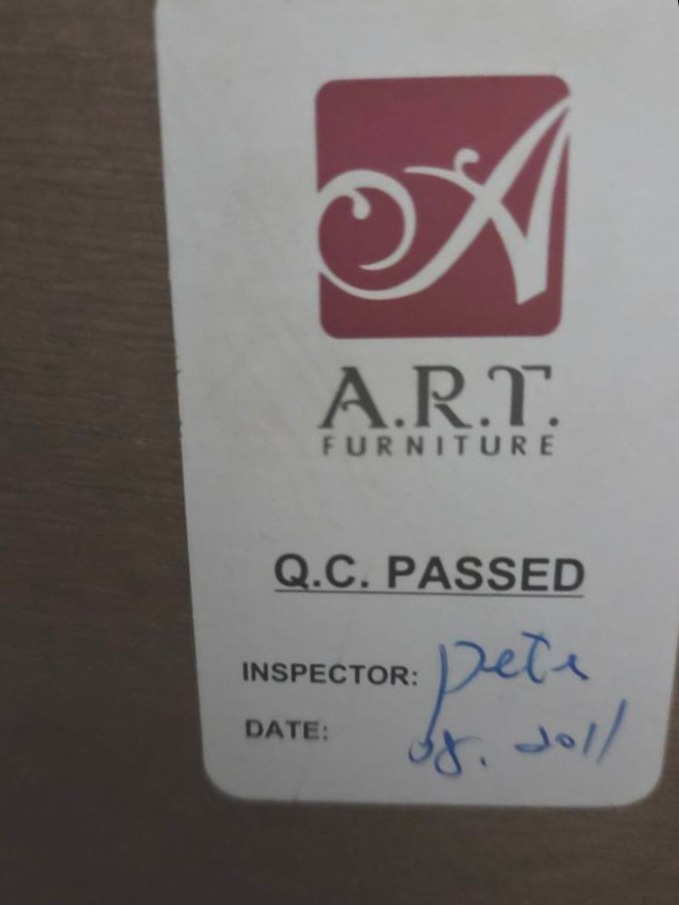 A
A.R.T.
FURNITURE
Q.C. PASSED
INSPECTOR: pete
DATE: 08. 2011